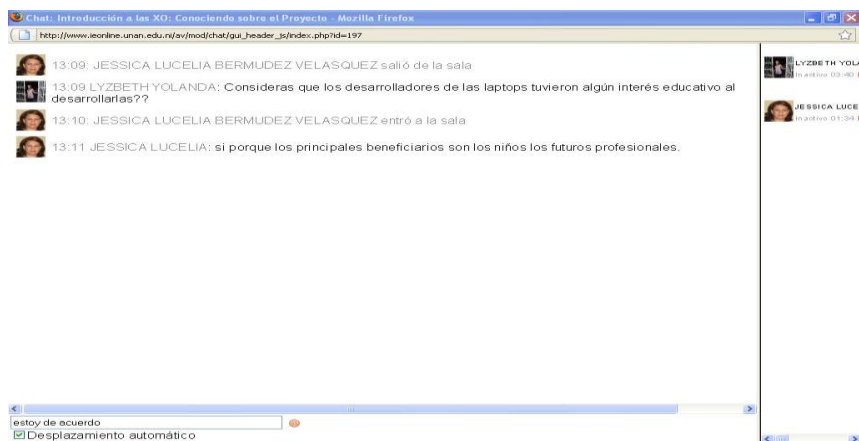 Chat: Introducción a las XO: Conociendo sobre el Proyecto - Mozilla Firefox
http://www.ieonline.unan.edu.ni/av/mod/chat/gui_header_js/index.php?id=197
13:09: JESSICA LUCELIA BERMUDEZ VELASQUEZ salió de la sala
13:09 LYZBETH YOLANDA: Consideras que los desarrolladores de las laptops tuvieron algún interés educativo al
desarrollarlas??
13:10: JESSICA LUCELIA BERMUDEZ VELASQUEZ entró a la sala
13:11 JESSICA LUCELIA: si porque los principales beneficiarios son los niños los futuros profesionales.
LYZBETH YOLA
Inactivo 03:40
JESSICA LUCE
Inactivo 01:34
estoy de acuerdo
Desplazamiento automático